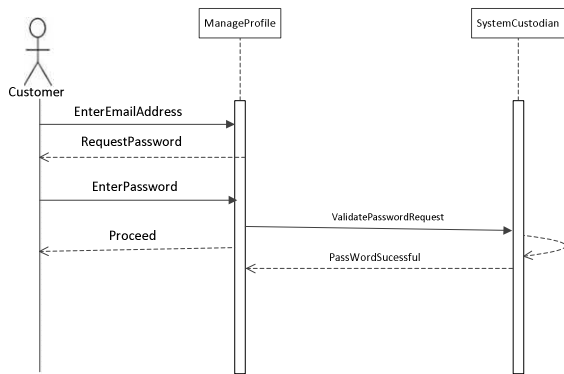 ManageProfile
SystemCustodian
Customer
EnterEmailAddress
RequestPassword
EnterPassword
ValidatePasswordRequest
Proceed
PassWordSucessful